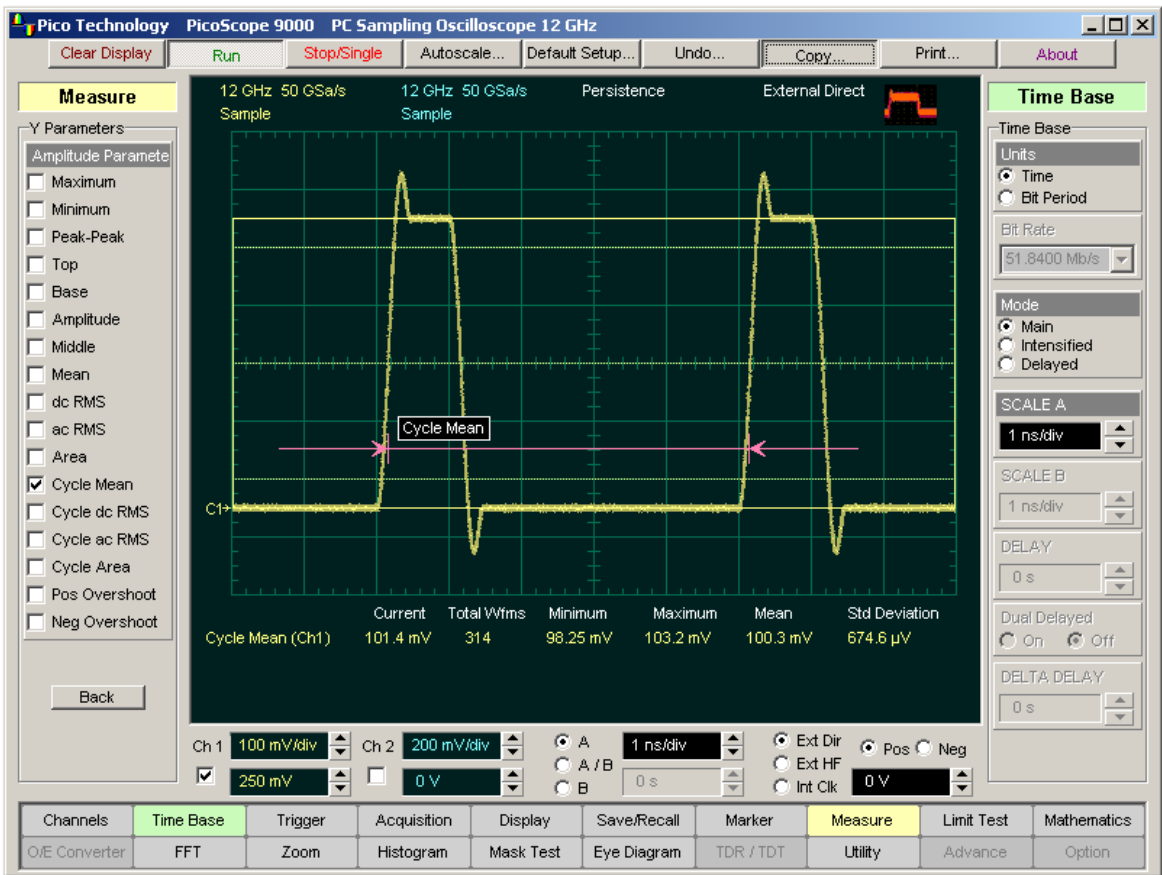 Pico Technology PicoScope 9000 PC Sampling Oscilloscope 12 GHz
Clear Display Run Stop/Single Autoscale... Default Setup... Undo... Copy... Print... About
Measure
Y Parameters
Amplitude Paramete
Maximum
Minimum
Peak-Peak
Top
Base
Amplitude
Middle
Mean
dc RMS
ac RMS
Area
Cycle Mean
Cycle dc RMS
Cycle ac RMS
Cycle Area
Pos Overshoot
Neg Overshoot
Back
12 GHz 50 GSa/s 12 GHz 50 GSa/s Persistence External Direct
Sample Sample
Cycle Mean
C1
Current Total Wfms Minimum Maximum Mean Std Deviation
Cycle Mean (Ch1) 101.4 mV 314 98.25 mV 103.2 mV 100.3 mV 674.6 µV
Time Base
Time Base
Units
Time
Bit Period
Bit Rate
51.8400 Mb/s
Mode
Main
Intensified
Delayed
SCALE A
1 ns/div
SCALE B
1 ns/div
DELAY
0 s
Dual Delayed
On Off
DELTA DELAY
0 s
Ch 1 100 mV/div Ch 2 200 mV/div A 1 ns/div Ext Dir Pos Neg
A / B Ext HF
250 mV 0 V B 0 s Int Clk 0 V
Channels Time Base Trigger Acquisition Display Save/Recall Marker Measure Limit Test Mathematics
O/E Converter FFT Zoom Histogram Mask Test Eye Diagram TDR / TDT Utility Advance Option